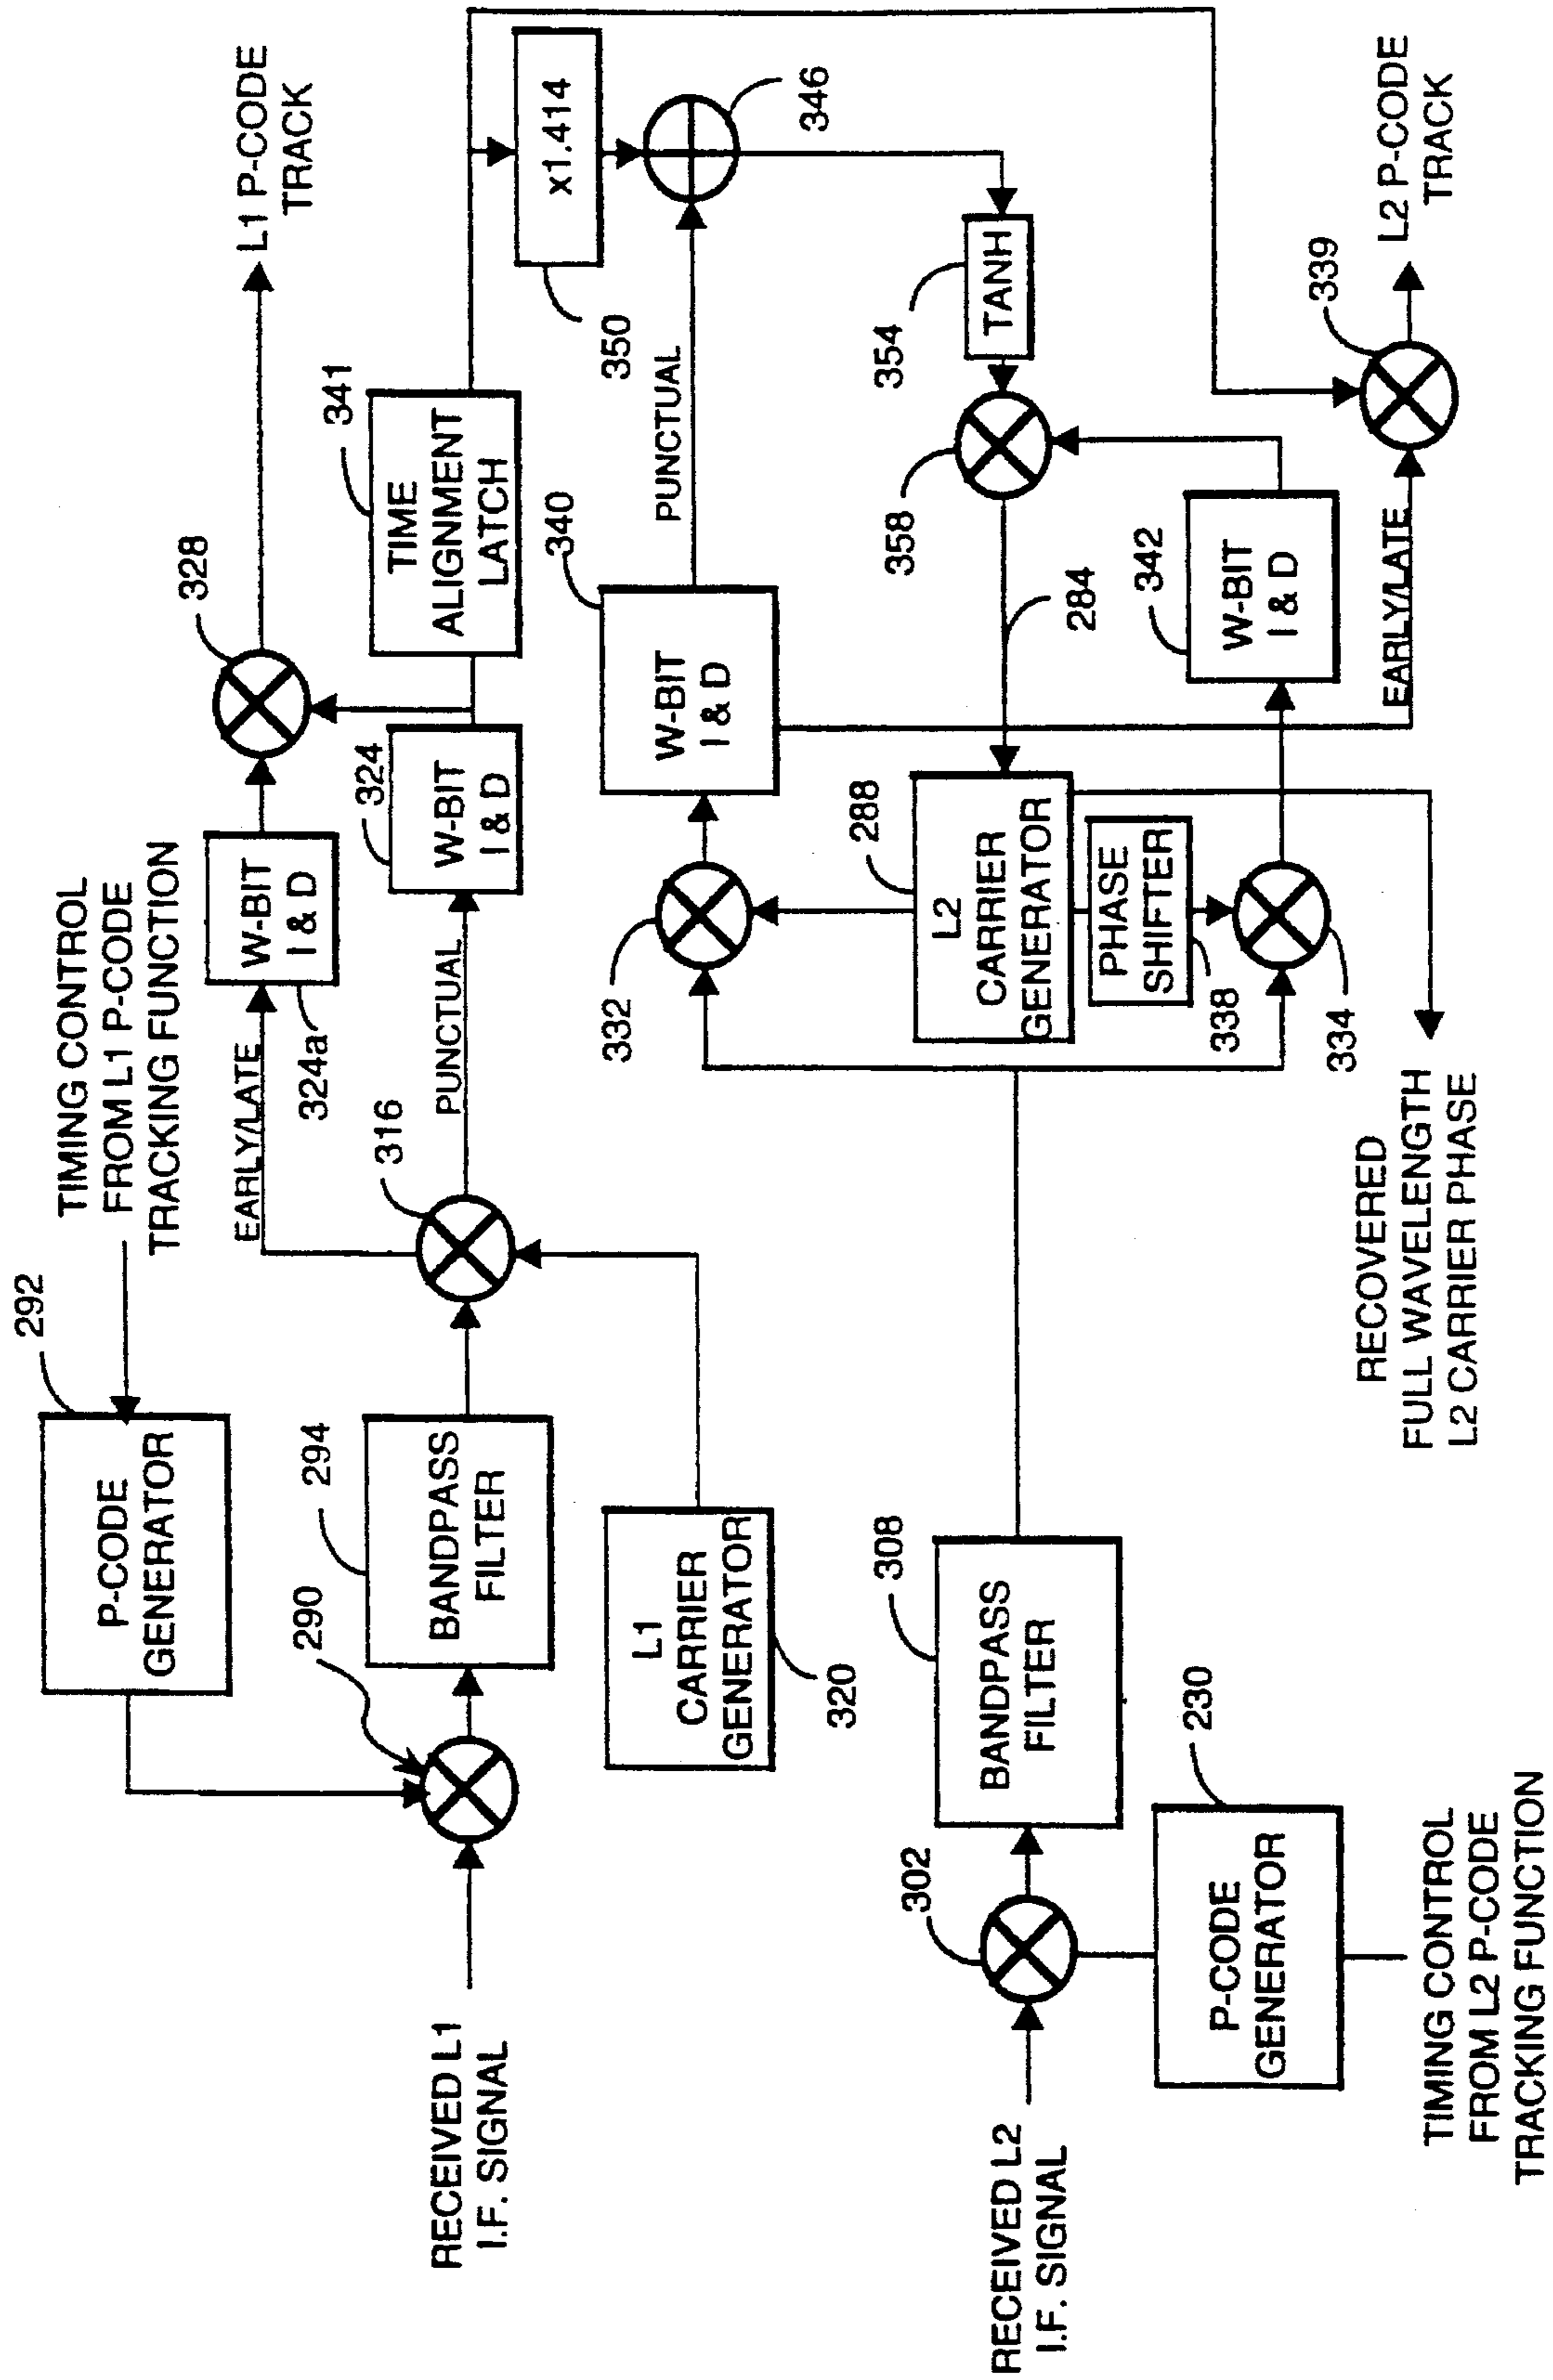 TIMING CONTROL
FROM L1 P-CODE
TRACKING FUNCTION
292
P-CODE
GENERATOR
290
294
BANDPASS
FILTER
RECEIVED L1
I.F. SIGNAL
L1
CARRIER
GENERATOR
320
316
EARLY/LATE
PUNCTUAL
324a
W-BIT
I & D
324
W-BIT
I & D
328
L1 P-CODE
TRACK
341
TIME
ALIGNMENT
LATCH
x1.414
350
346
340
W-BIT
I & D
PUNCTUAL
332
354
TANH
358
284
288
L2
CARRIER
GENERATOR
PHASE
SHIFTER
338
334
342
W-BIT
I & D
EARLY/LATE
339
L2 P-CODE
TRACK
RECOVERED
FULL WAVELENGTH
L2 CARRIER PHASE
308
BANDPASS
FILTER
302
RECEIVED L2
I.F. SIGNAL
230
P-CODE
GENERATOR
TIMING CONTROL
FROM L2 P-CODE
TRACKING FUNCTION